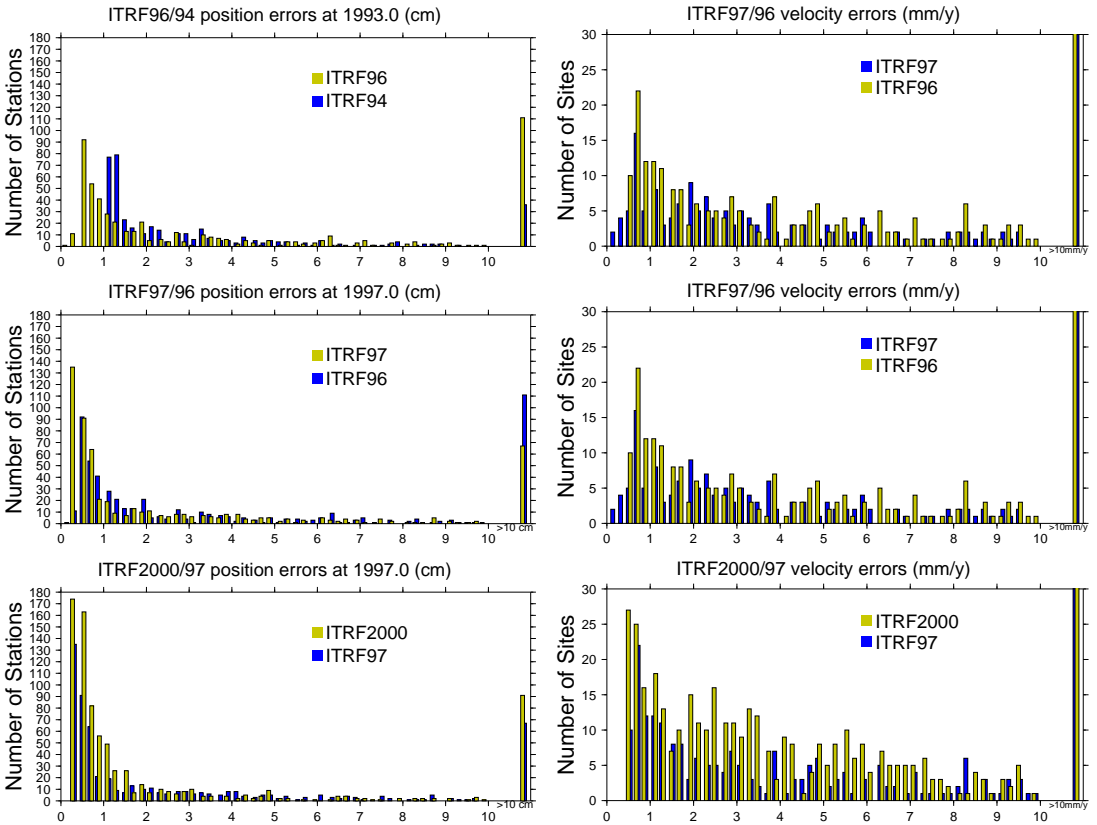 ITRF96/94 position errors at 1993.0 (cm)
Number of Stations
180
170
160
150
140
130
120
110
100
90
80
70
60
50
40
30
20
10
0
ITRF96
ITRF94
0 1 2 3 4 5 6 7 8 9 10
ITRF97/96 velocity errors (mm/y)
Number of Sites
30
25
20
15
10
5
0
ITRF97
ITRF96
0 1 2 3 4 5 6 7 8 9 10
>10mm/y
ITRF97/96 position errors at 1997.0 (cm)
Number of Stations
180
170
160
150
140
130
120
110
100
90
80
70
60
50
40
30
20
10
0
ITRF97
ITRF96
0 1 2 3 4 5 6 7 8 9 10
>10 cm
ITRF97/96 velocity errors (mm/y)
Number of Sites
30
25
20
15
10
5
0
ITRF97
ITRF96
0 1 2 3 4 5 6 7 8 9 10
>10mm/y
ITRF2000/97 position errors at 1997.0 (cm)
Number of Stations
180
170
160
150
140
130
120
110
100
90
80
70
60
50
40
30
20
10
0
ITRF2000
ITRF97
0 1 2 3 4 5 6 7 8 9 10
>10 cm
ITRF2000/97 velocity errors (mm/y)
Number of Sites
30
25
20
15
10
5
0
ITRF2000
ITRF97
0 1 2 3 4 5 6 7 8 9 10
>10mm/y